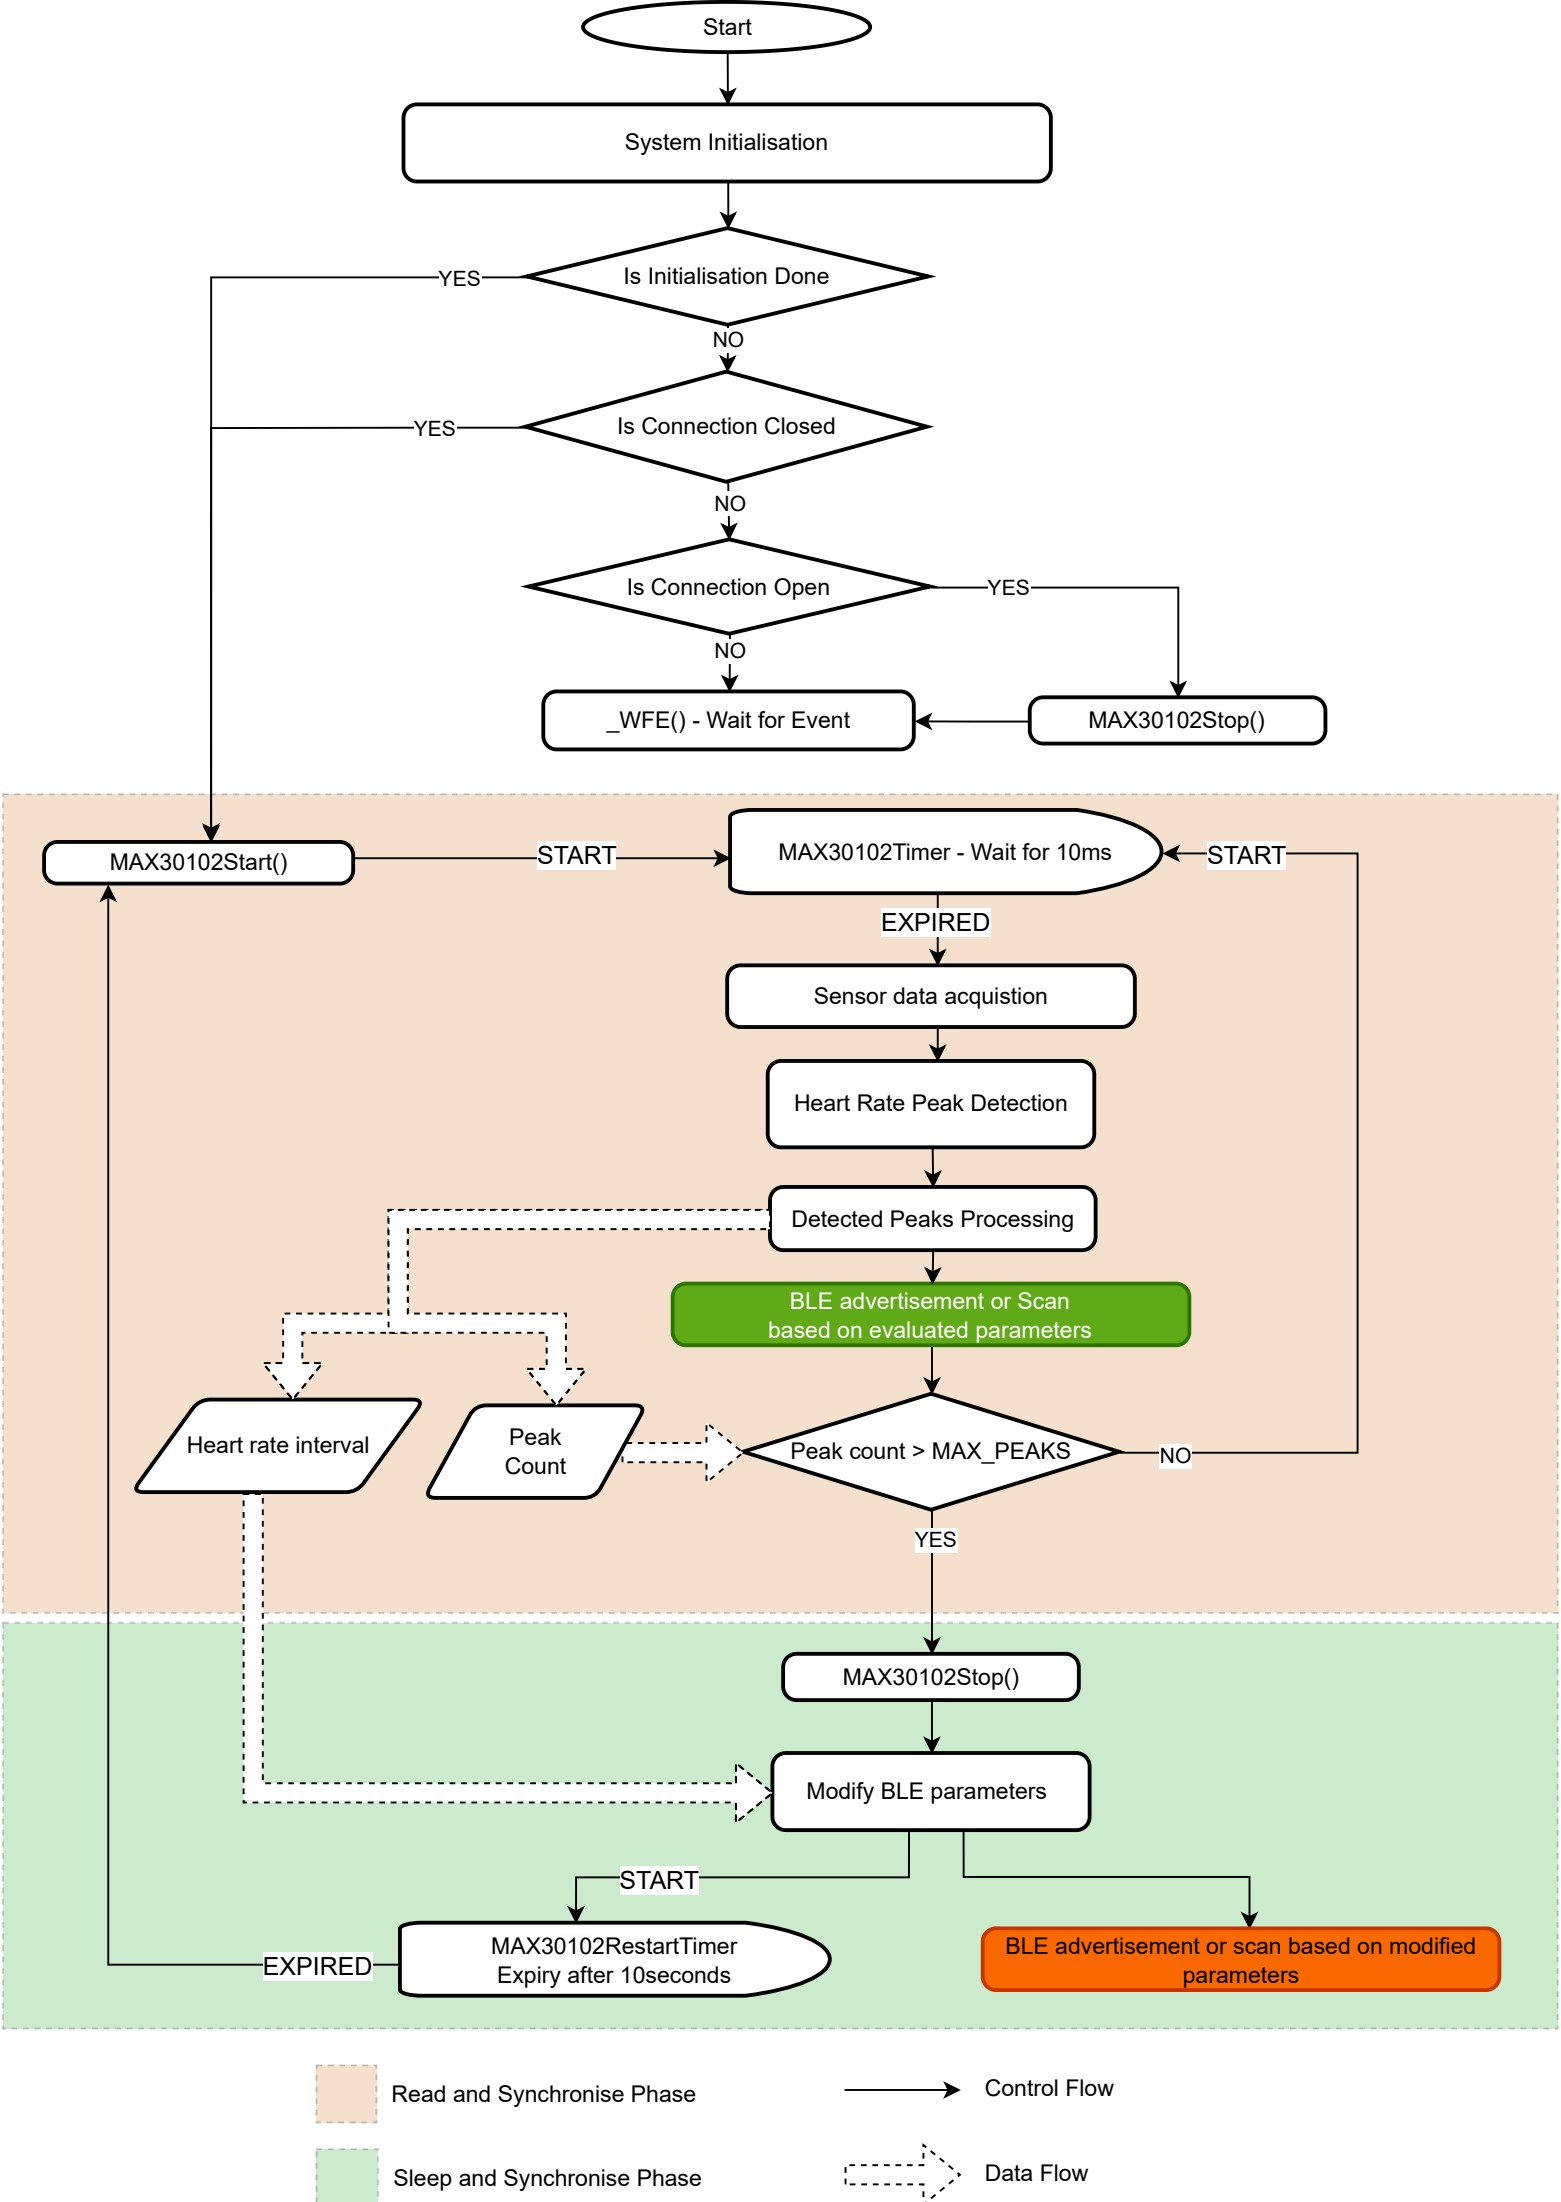 Start
System Initialisation
Is Initialisation Done
YES
NO
Is Connection Closed
YES
NO
Is Connection Open
YES
NO
_WFE() - Wait for Event
MAX30102Stop()
MAX30102Start()
START
MAX30102Timer - Wait for 10ms
START
EXPIRED
Sensor data acquistion
Heart Rate Peak Detection
Detected Peaks Processing
BLE advertisement or Scan
based on evaluated parameters
Heart rate interval
Peak
Count
Peak count > MAX_PEAKS
NO
YES
MAX30102Stop()
Modify BLE parameters
START
MAX30102RestartTimer
Expiry after 10seconds
EXPIRED
BLE advertisement or scan based on modified
parameters
Read and Synchronise Phase
Control Flow
Sleep and Synchronise Phase
Data Flow